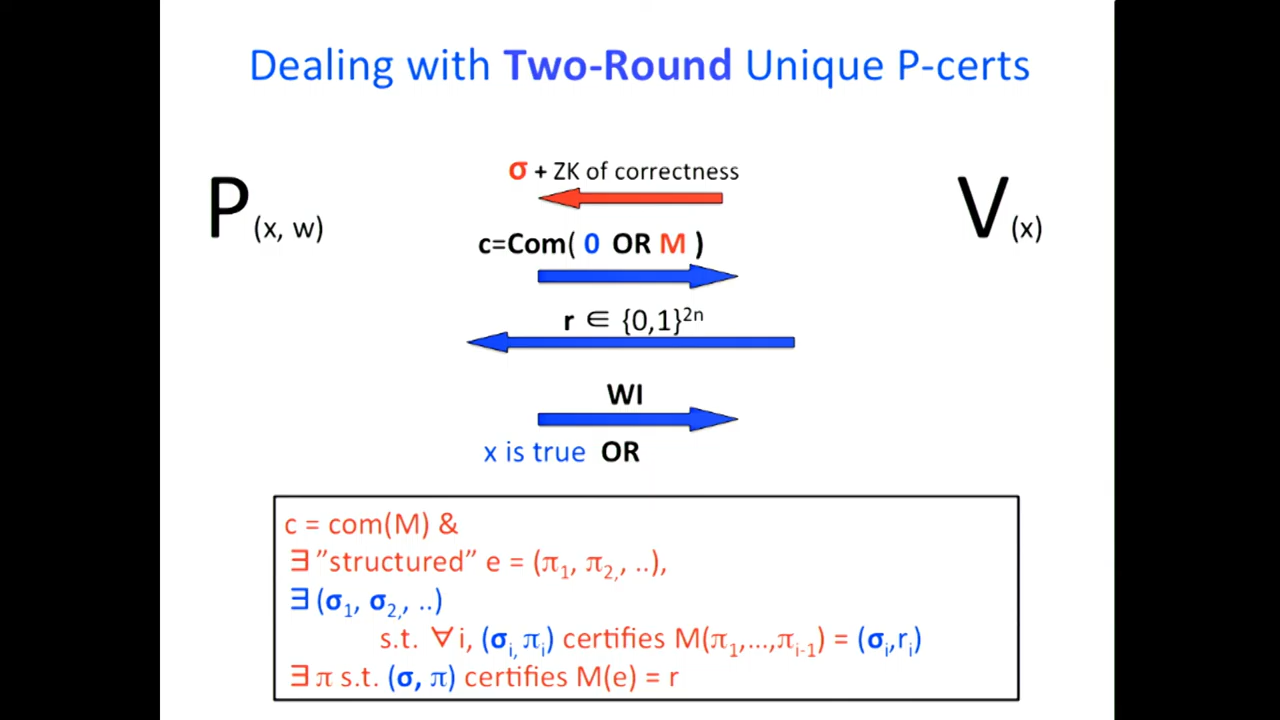 Dealing with Two-Round Unique P-certs
σ + ZK of correctness
P (x, w)
V (x)
c=Com( 0 OR M )
r ∈ {0,1}²ⁿ
WI
x is true OR
c = com(M) &
∃ ”structured” e = (π₁, π₂,, ..),
∃ (σ₁, σ₂,, ..)
s.t. ∀ i, (σᵢ, πᵢ) certifies M(π₁,...,πᵢ₋₁) = (σᵢ,rᵢ)
∃ π s.t. (σ, π) certifies M(e) = r